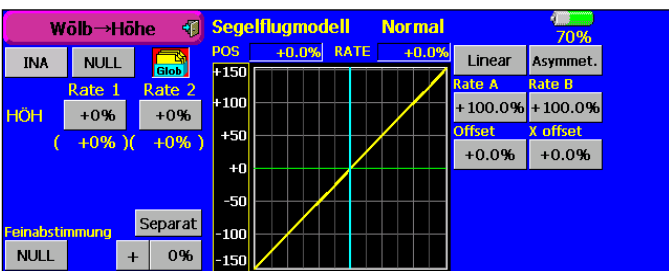 Wölb→Höhe
Segelflugmodell Normal
70%
POS +0.0% RATE +0.0%
INA NULL Glob
Linear Asymmet.
Rate 1 Rate 2
Rate A Rate B
HÖH +0% +0%
+100.0% +100.0%
( +0% )( +0% )
Offset X offset
+0.0% +0.0%
+150
+100
+50
+0
-50
-100
-150
Separat
Feinabstimmung
NULL + 0%